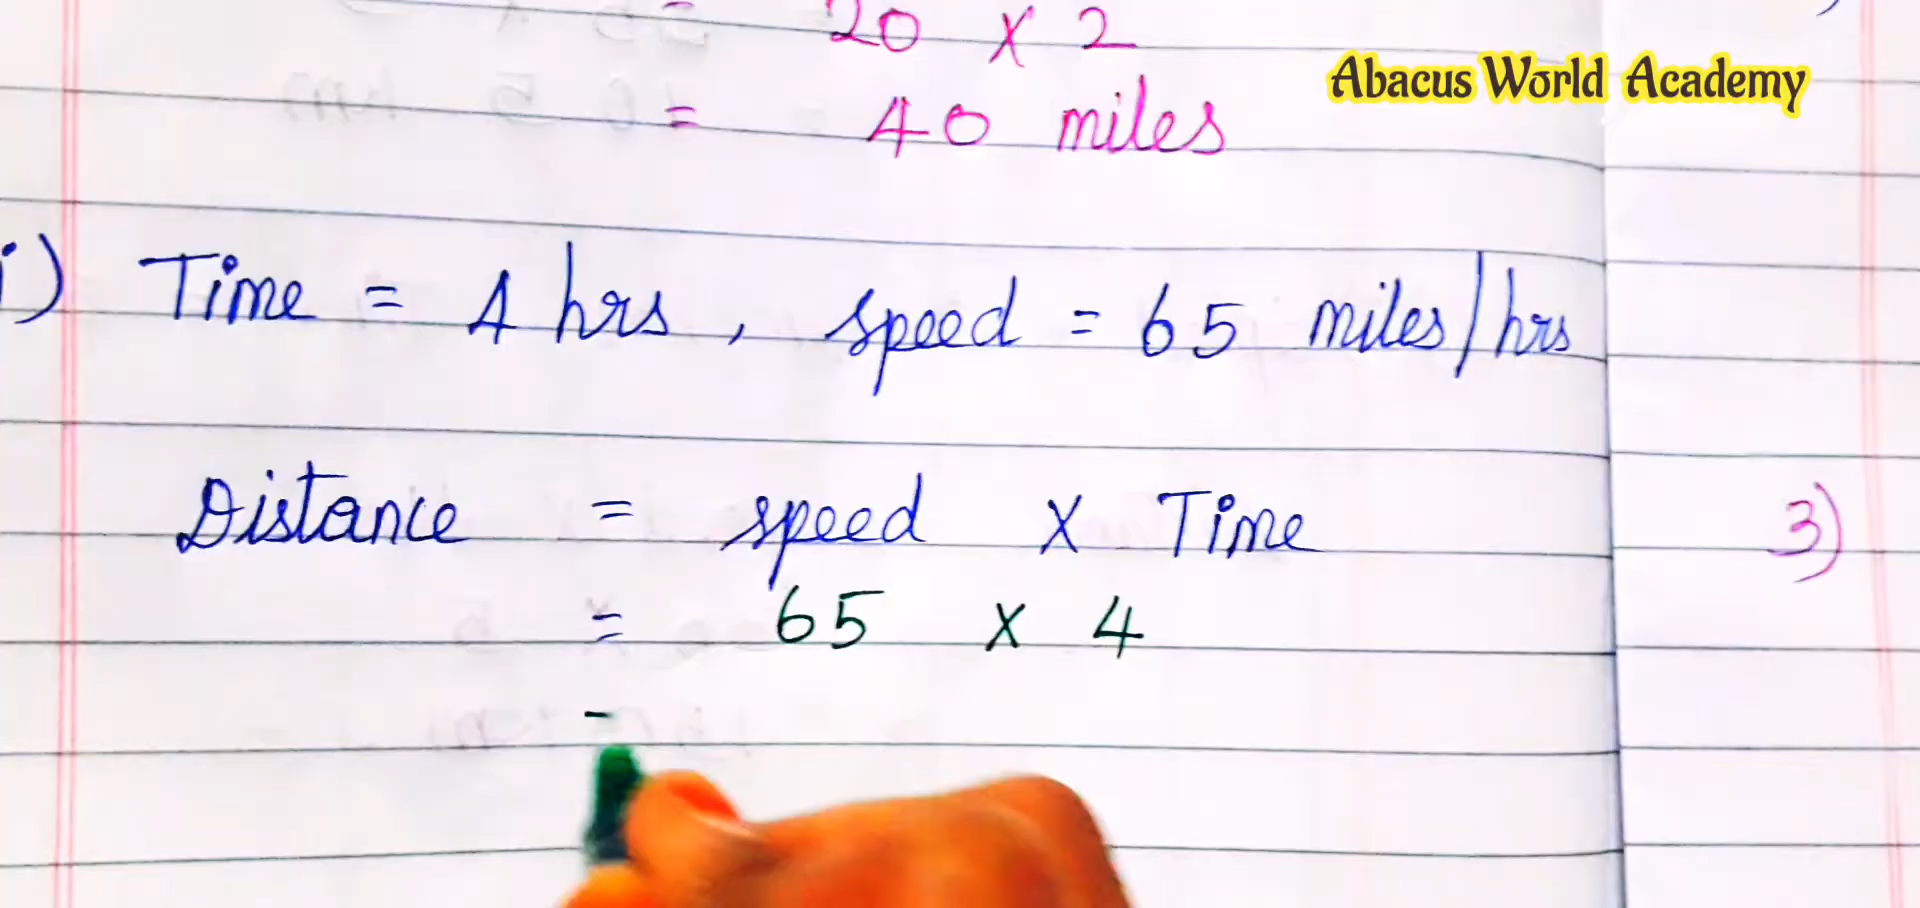 = 20 x 2
Abacus World Academy
= 40 miles
i) Time = 4 hrs, speed = 65 miles/hrs
Distance = speed x Time
3)
= 65 x 4